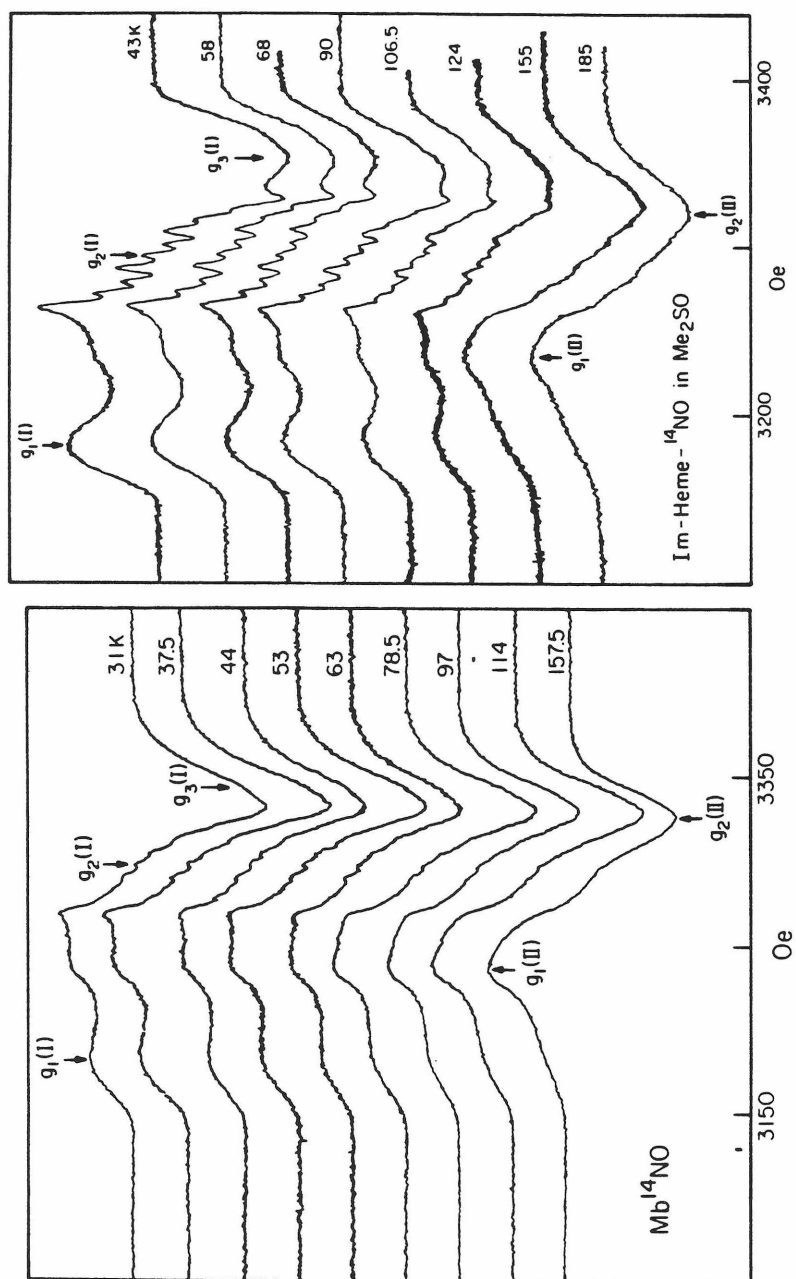 43K
58
68
90
106.5
124
155
185
g₁(I)
g₂(I)
g₃(I)
g₁(II)
g₂(II)
Im-Heme-¹⁴NO in Me₂SO
3200
Oe
3400
31K
37.5
44
53
63
78.5
97
114
157.5
g₁(I)
g₂(I)
g₃(I)
g₁(II)
g₂(II)
Mb¹⁴NO
3150
Oe
3350